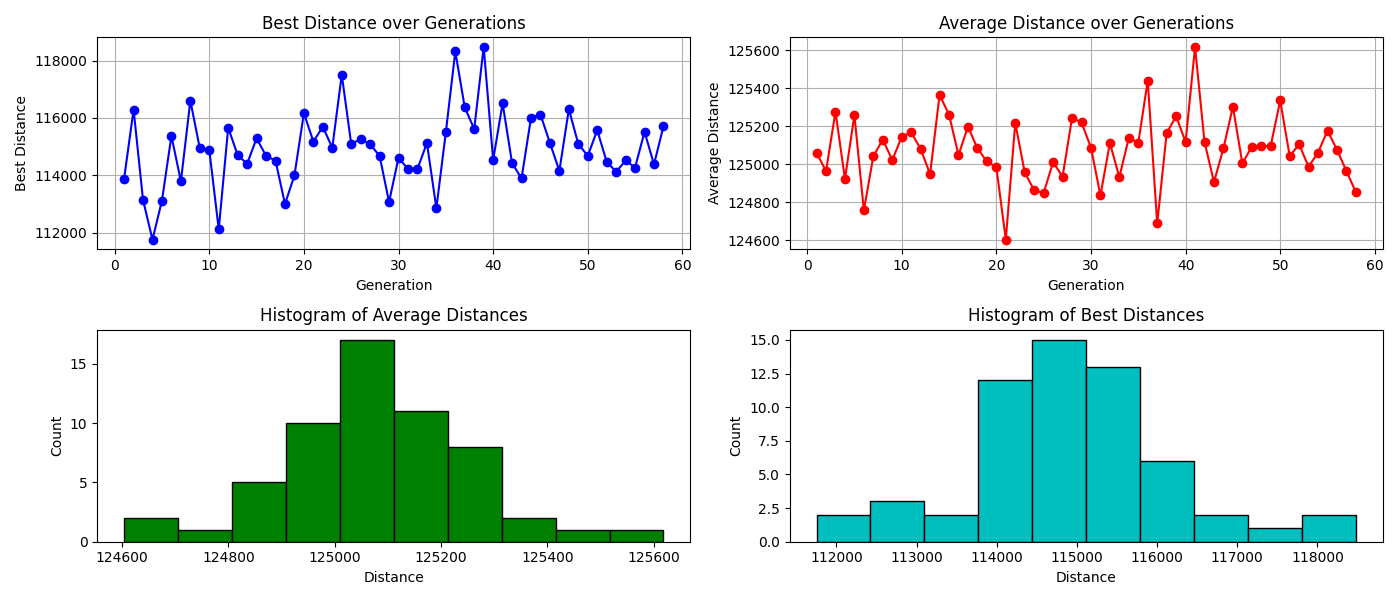 Best Distance over Generations
Best Distance
118000
116000
114000
112000
0 10 20 30 40 50 60
Generation
Average Distance over Generations
Average Distance
125600
125400
125200
125000
124800
124600
0 10 20 30 40 50 60
Generation
Histogram of Average Distances
Count
15
10
5
0
124600 124800 125000 125200 125400 125600
Distance
Histogram of Best Distances
Count
15.0
12.5
10.0
7.5
5.0
2.5
0.0
112000 113000 114000 115000 116000 117000 118000
Distance